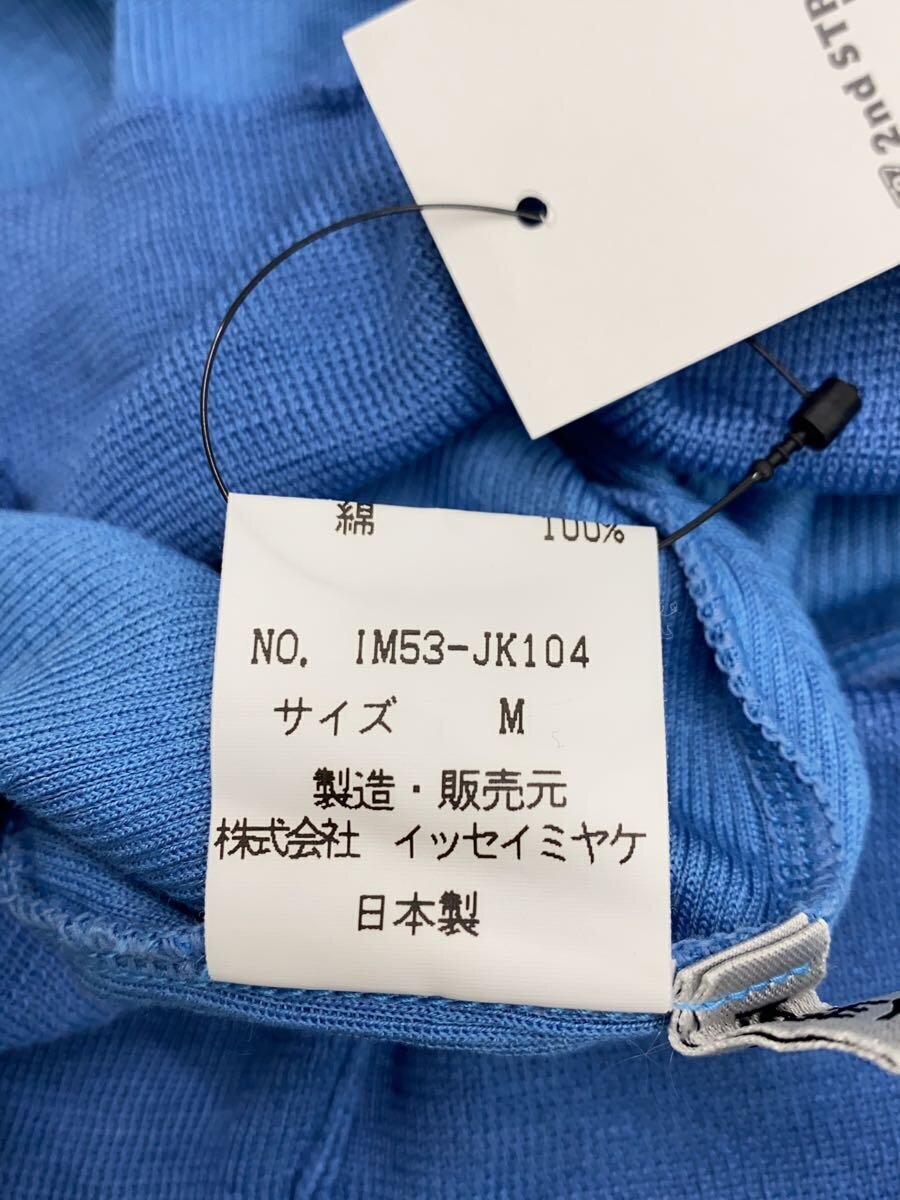 2nd STR
綿 100%
NO. IM53-JK104
サイズ M
製造・販売元
株式会社 イッセイミヤケ
日本製